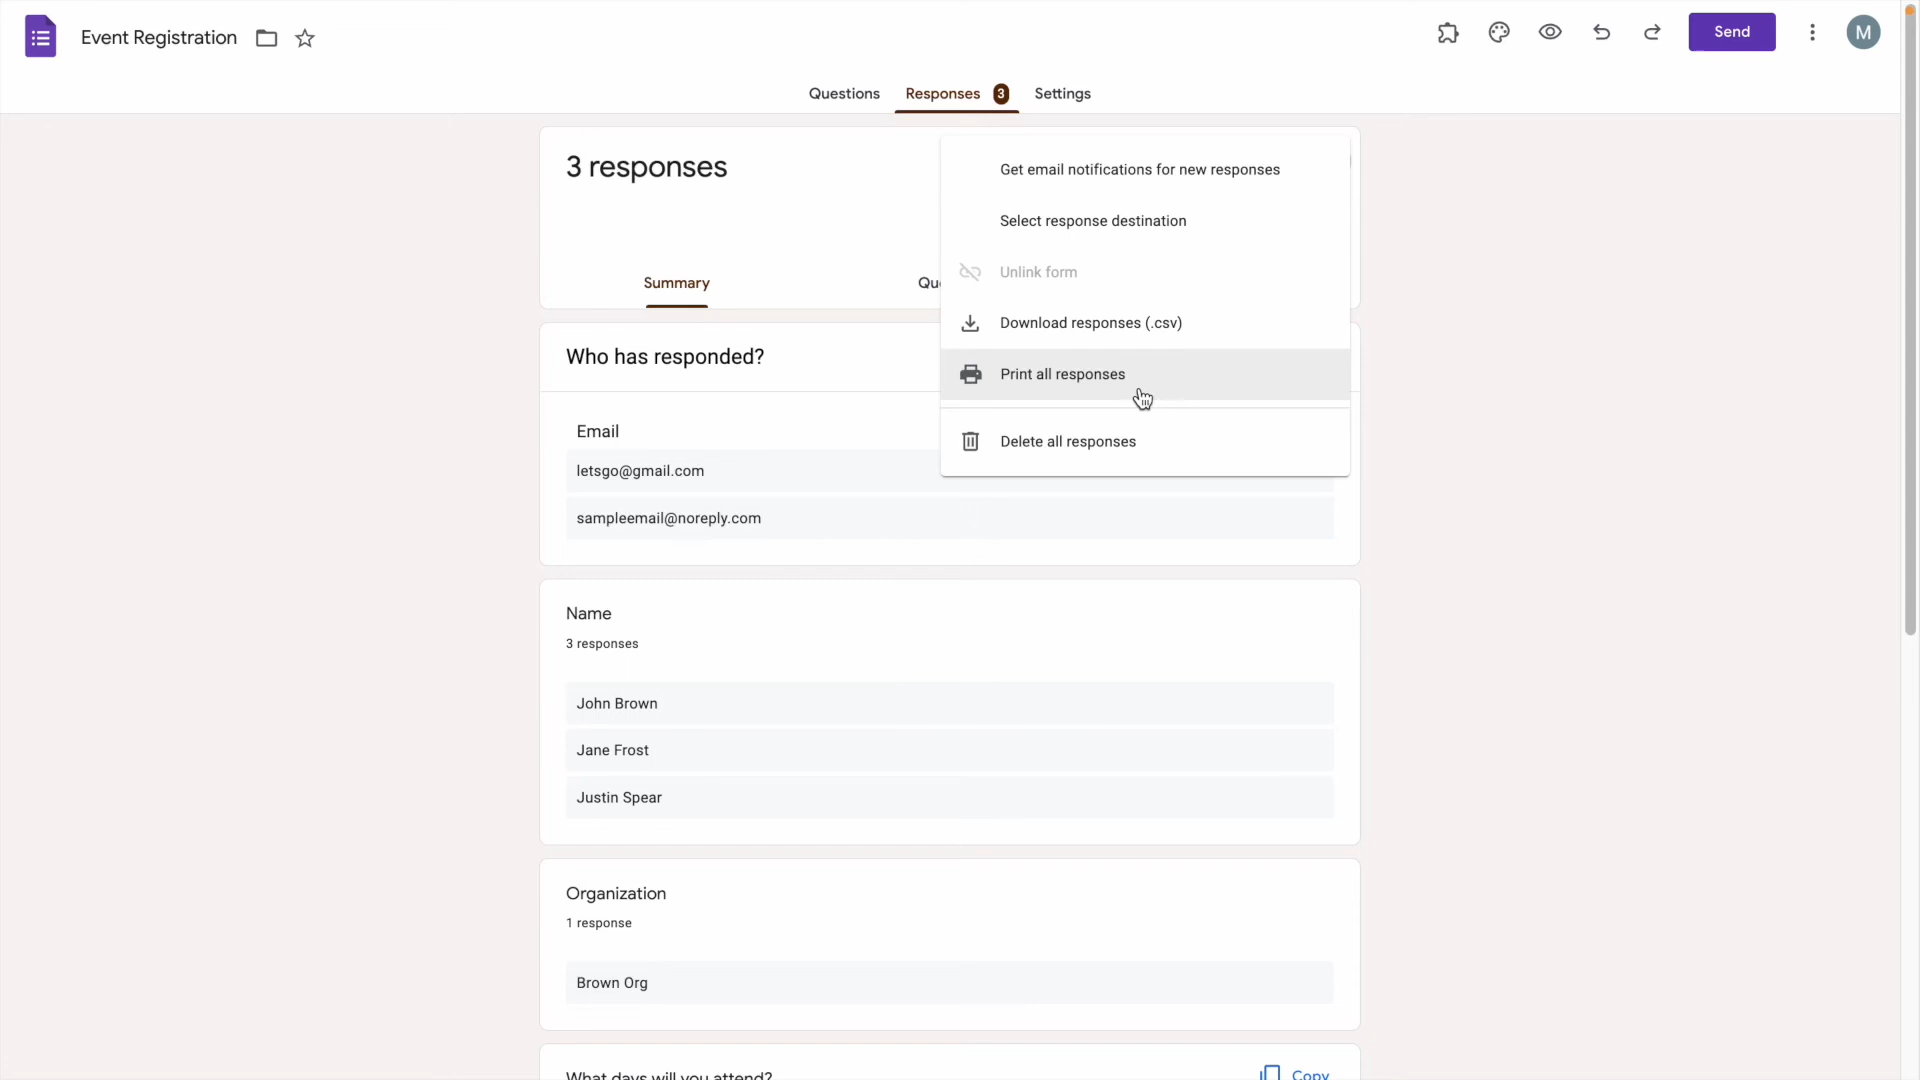 Event Registration
Send
M
Questions
Responses 3
Settings
3 responses
Summary
Get email notifications for new responses
Select response destination
Unlink form
Download responses (.csv)
Print all responses
Delete all responses
Who has responded?
Email
letsgo@gmail.com
sampleemail@noreply.com
Name
3 responses
John Brown
Jane Frost
Justin Spear
Organization
1 response
Brown Org
What days will you attend?
Copy